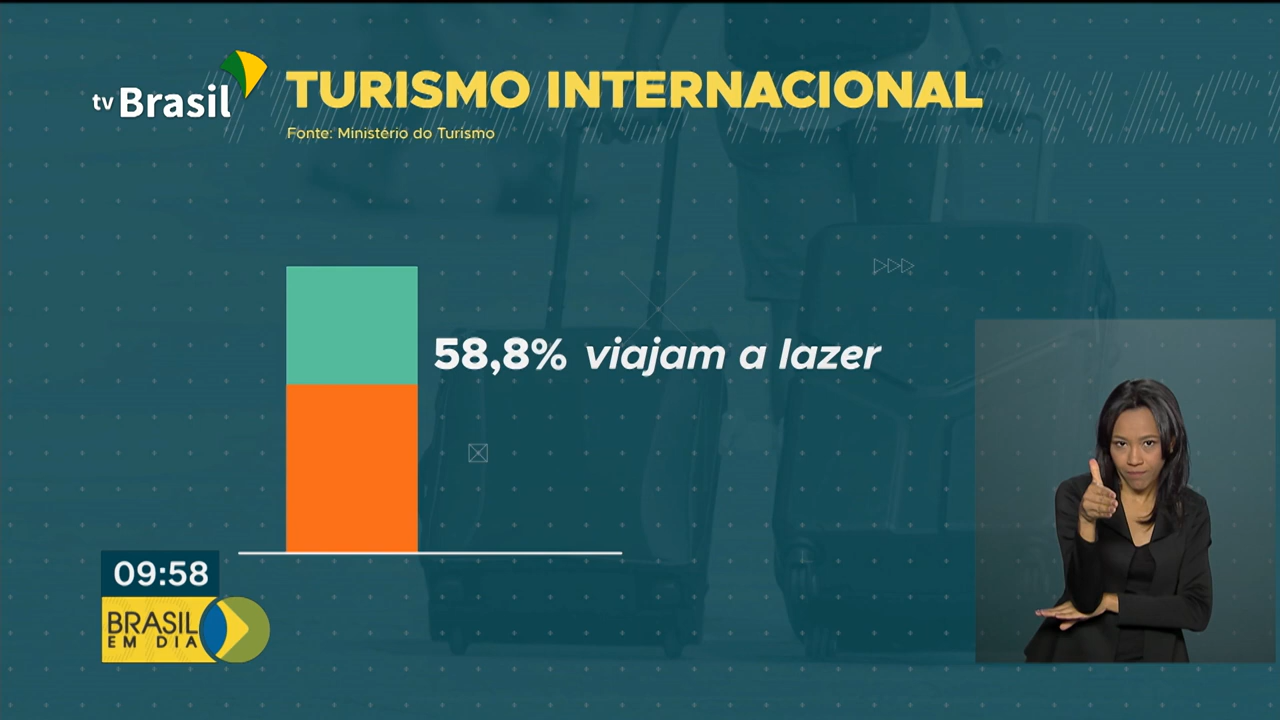 tv Brasil
TURISMO INTERNACIONAL
Fonte: Ministério do Turismo
58,8% viajam a lazer
09:58
BRASIL
EM DIA